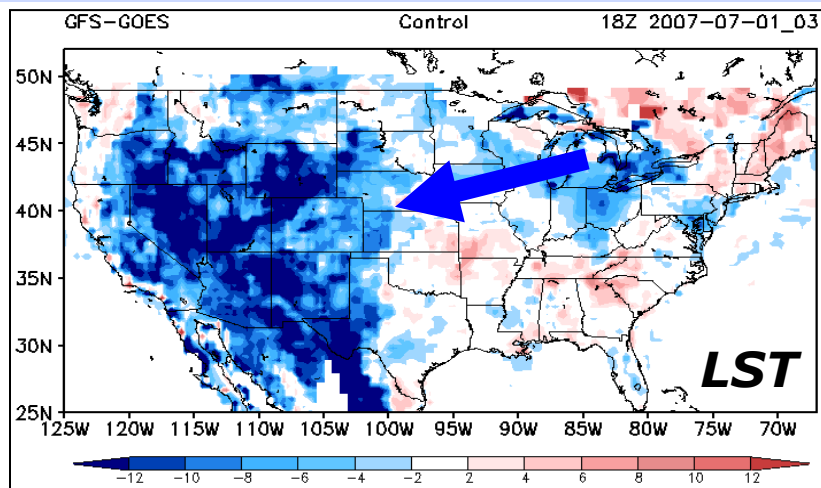 GFS-GOES Control 18Z 2007-07-01_03
50N
45N
40N
35N
30N
25N
LST
125W 120W 115W 110W 105W 100W 95W 90W 85W 80W 75W 70W
-12 -10 -8 -6 -4 -2 2 4 6 8 10 12